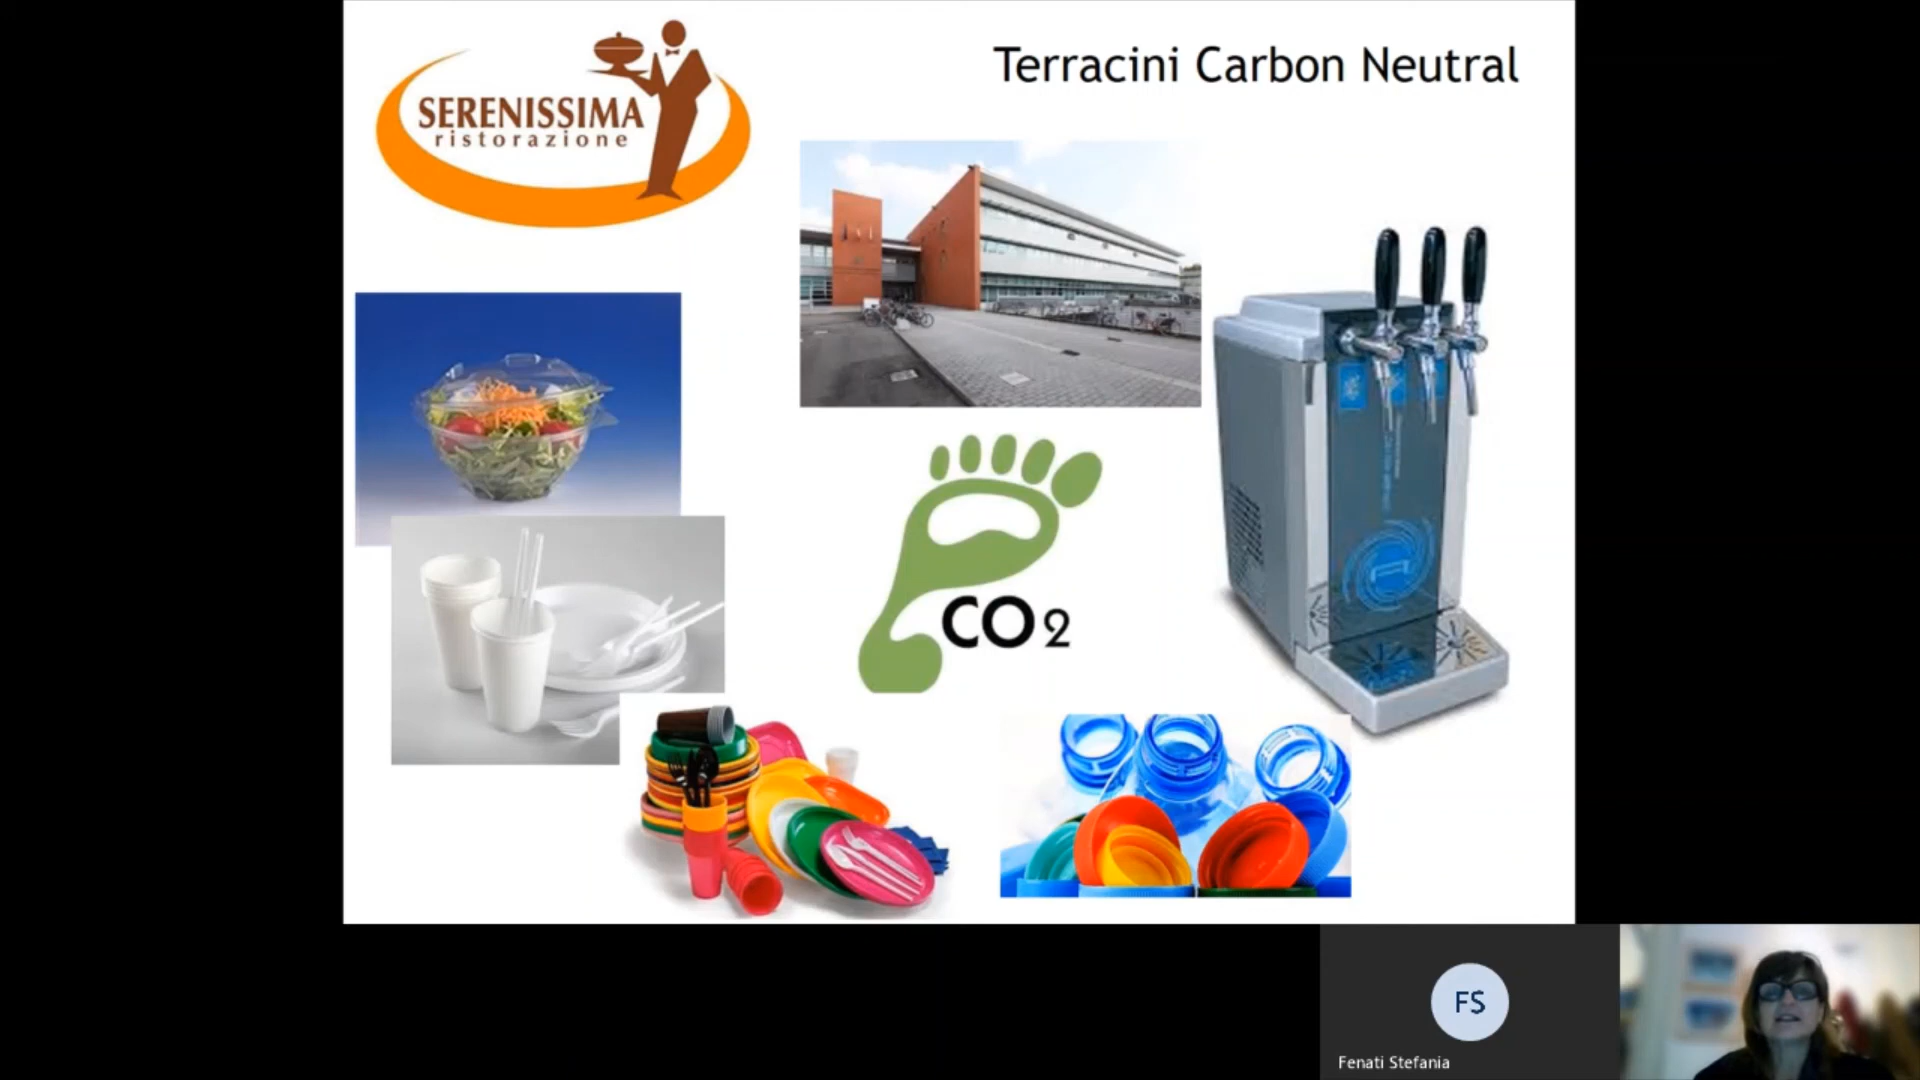 SERENISSIMA
ristorazione
Terracini Carbon Neutral
CO2
FS
Fenati Stefania